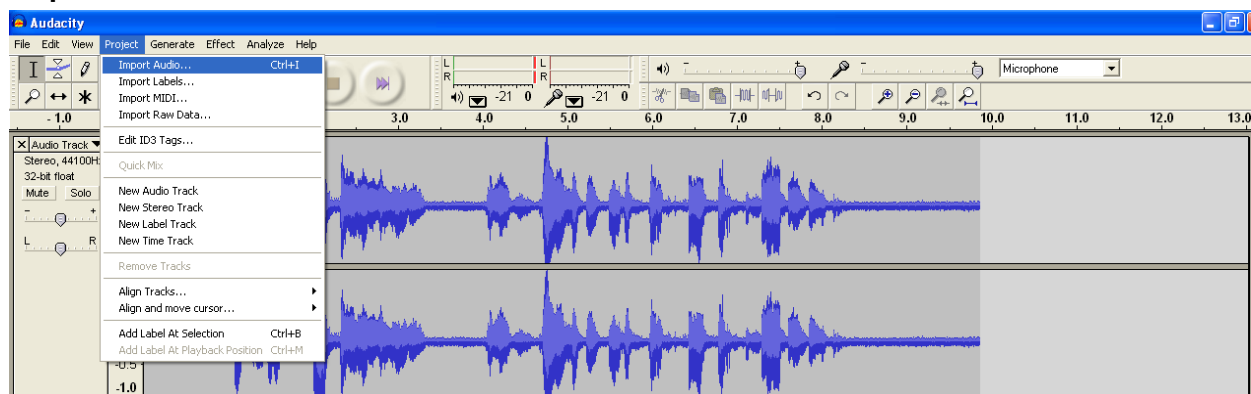 Audacity
File Edit View Project Generate Effect Analyze Help
Import Audio... Ctrl+I
Import Labels...
Import MIDI...
Import Raw Data...
Edit ID3 Tags...
Quick Mix
New Audio Track
New Stereo Track
New Label Track
New Time Track
Remove Tracks
Align Tracks...
Align and move cursor...
Add Label At Selection Ctrl+B
Add Label At Playback Position Ctrl+M
L L
R R
-21 0 -21 0
Microphone
- 1.0 3.0 4.0 5.0 6.0 7.0 8.0 9.0 10.0 11.0 12.0 13.0
X Audio Track
Stereo, 44100H
32-bit float
Mute Solo
- +
L R
-0.5
-1.0